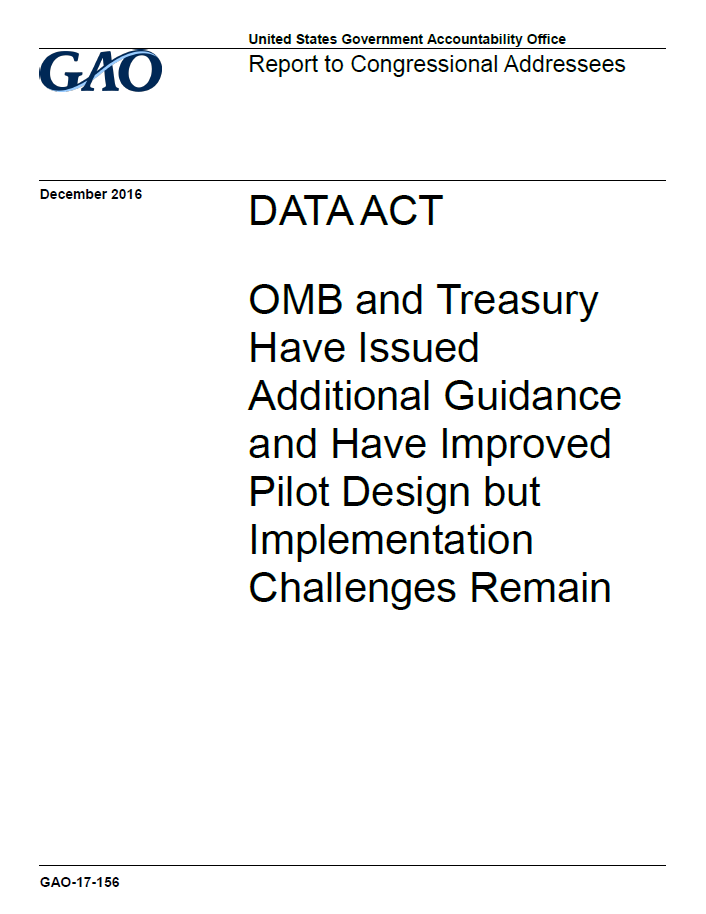 United States Government Accountability Office
GAO
Report to Congressional Addressees
December 2016
DATA ACT
OMB and Treasury
Have Issued
Additional Guidance
and Have Improved
Pilot Design but
Implementation
Challenges Remain
GAO-17-156